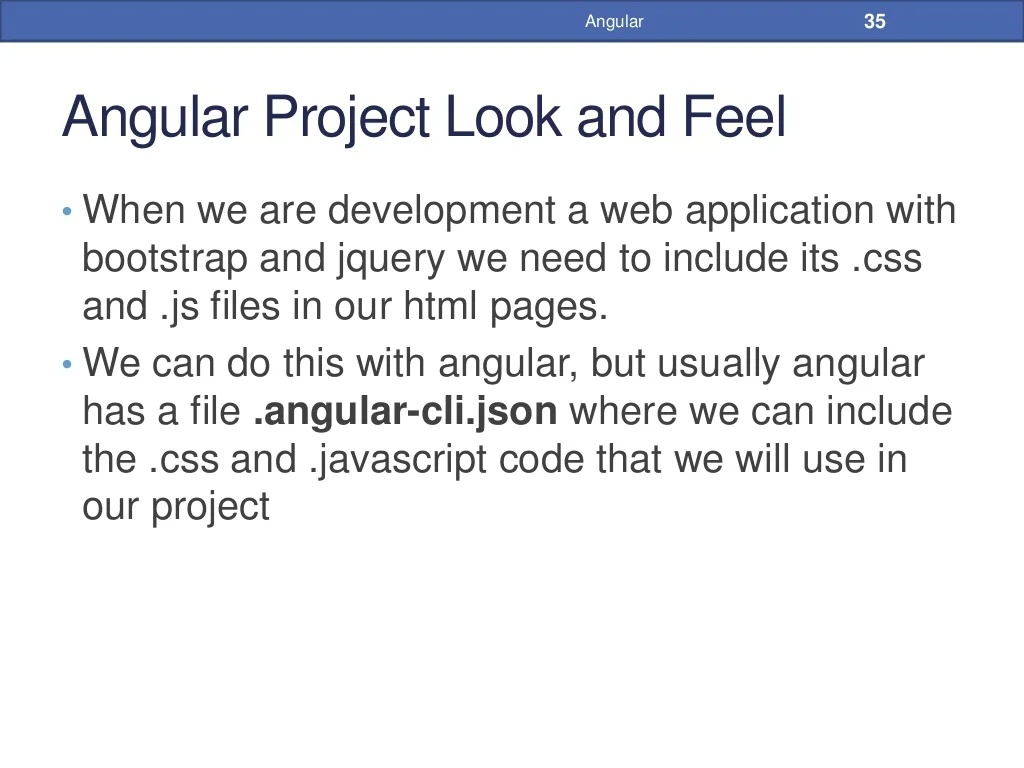 Angular 35
Angular Project Look and Feel
• When we are development a web application with
bootstrap and jquery we need to include its .css
and .js files in our html pages.
• We can do this with angular, but usually angular
has a file .angular-cli.json where we can include
the .css and .javascript code that we will use in
our project